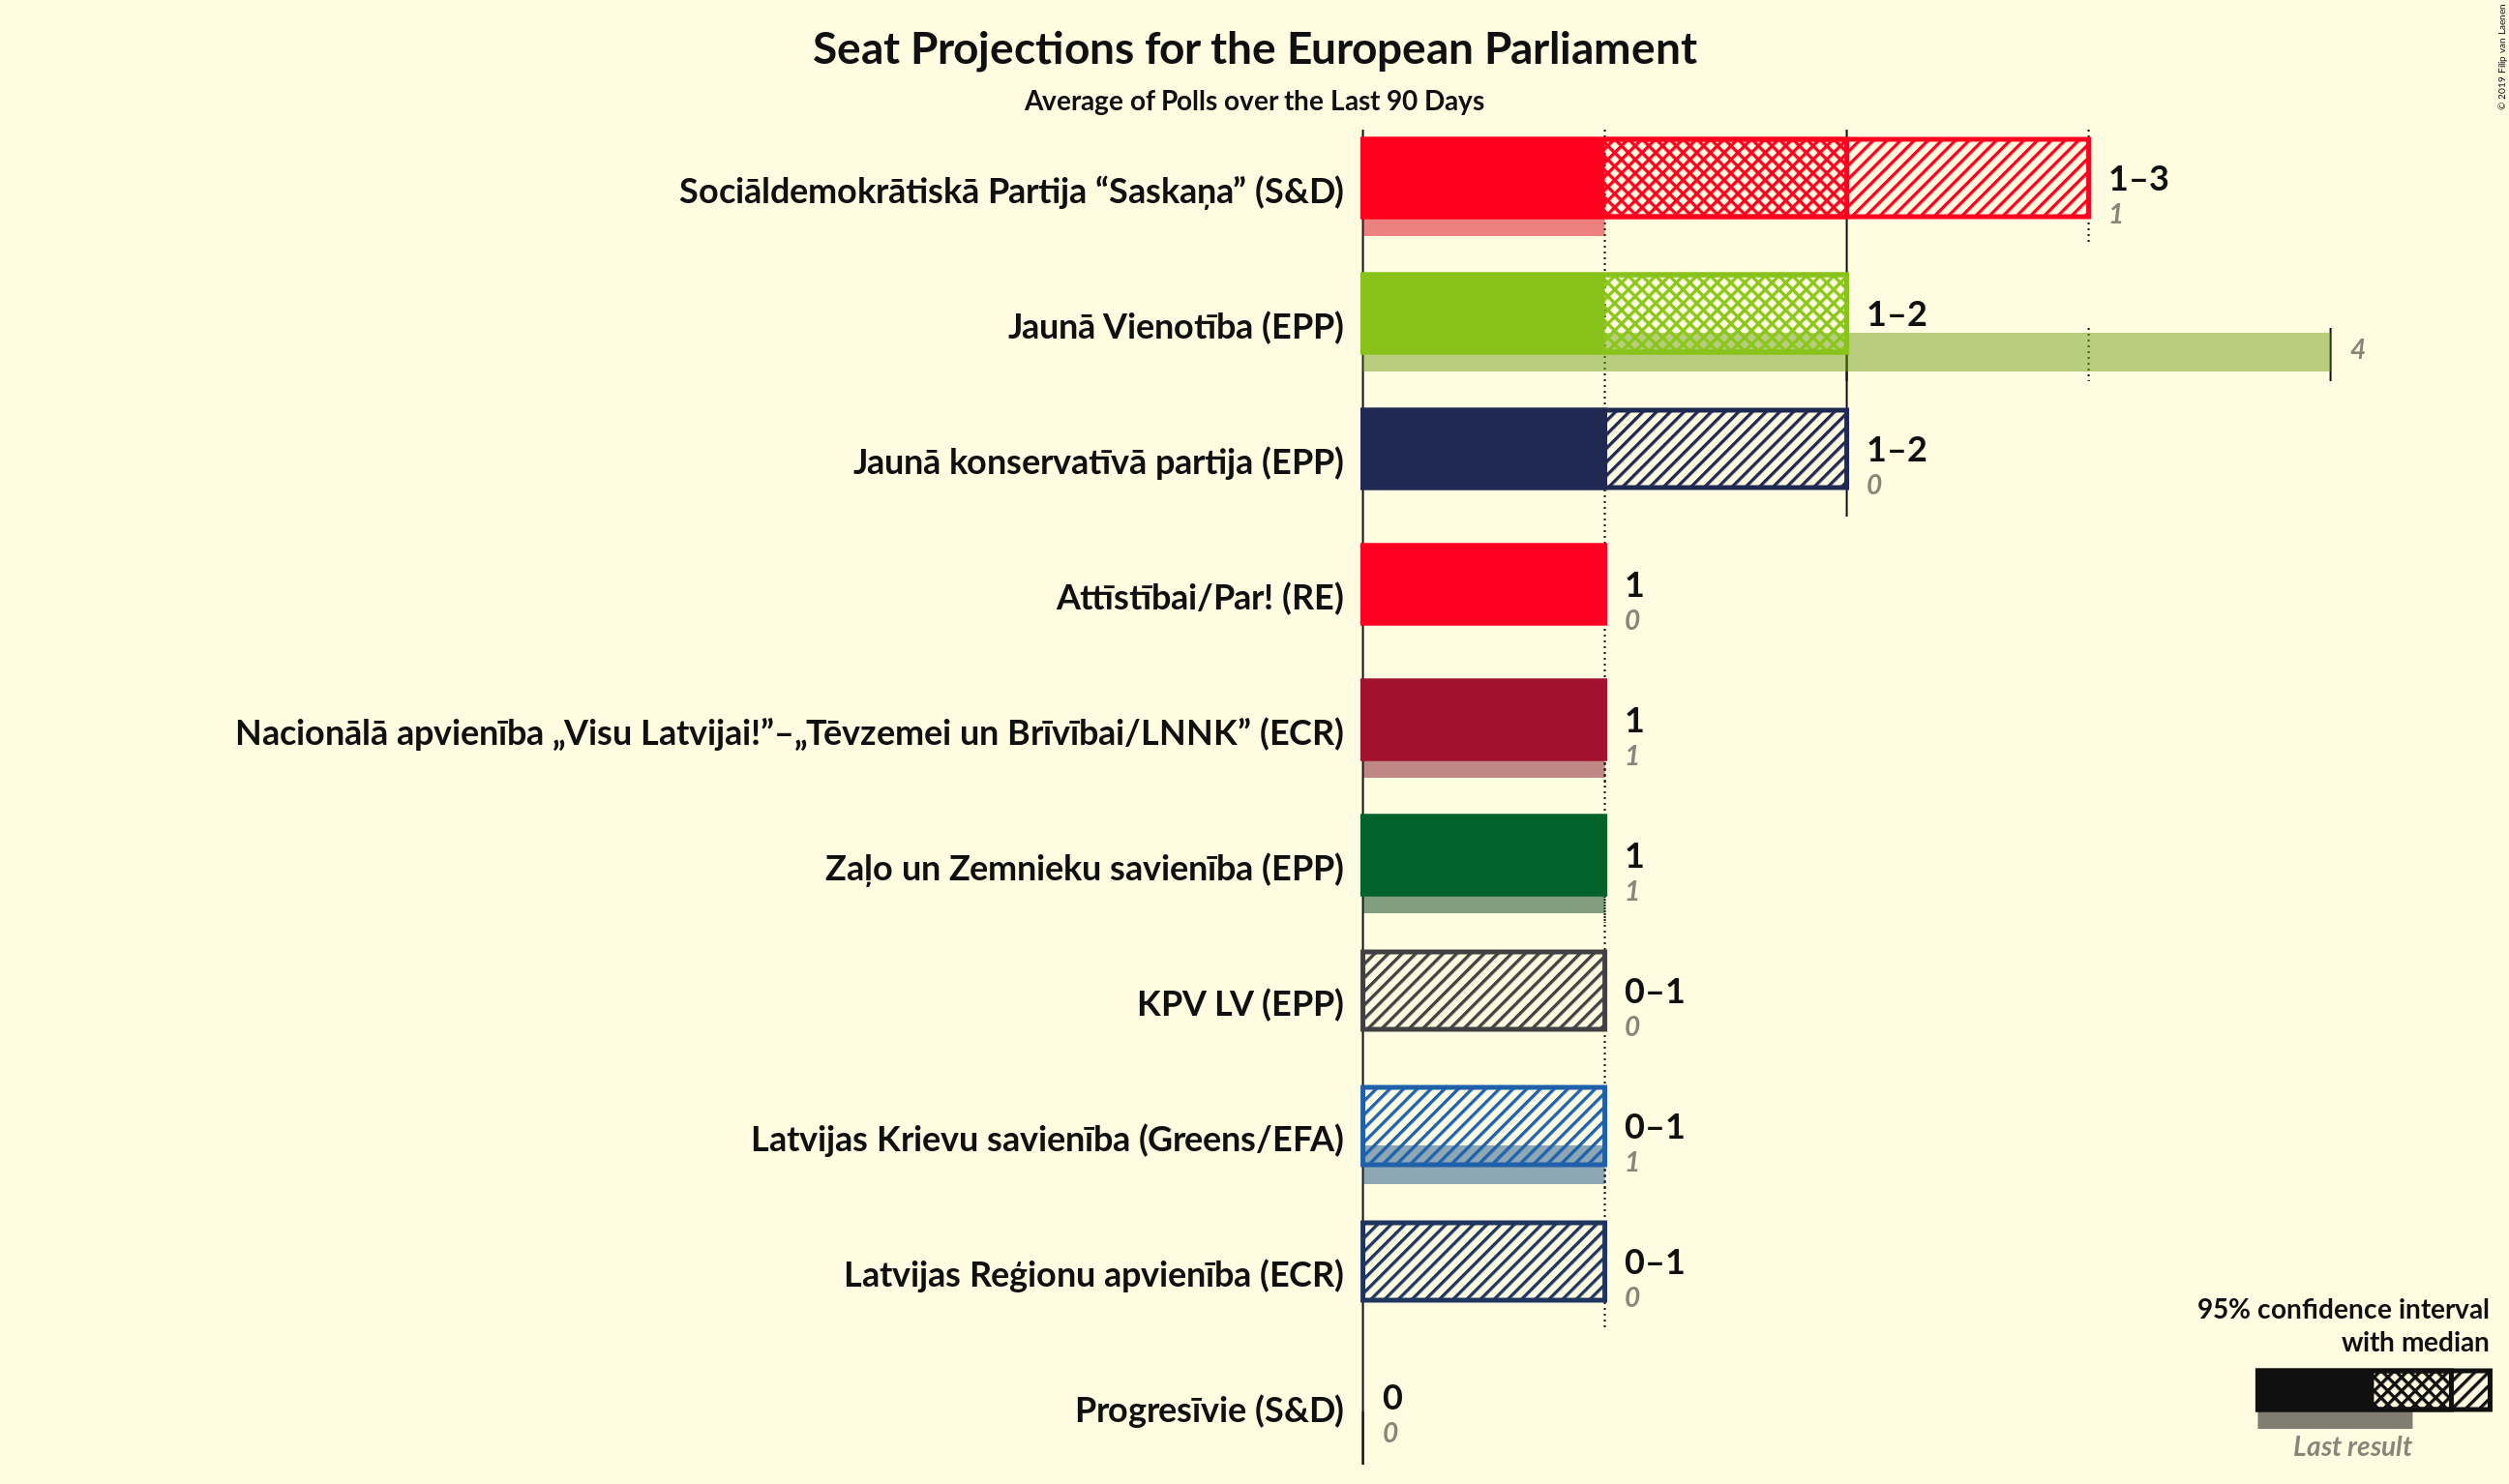 Seat Projections for the European Parliament
Average of Polls over the Last 90 Days
© 2019 Filip van Laenen
Sociāldemokrātiskā Partija “Saskaņa” (S&D)
1–3
1
Jaunā Vienotība (EPP)
1–2
4
Jaunā konservatīvā partija (EPP)
1–2
0
Attīstībai/Par! (RE)
1
0
Nacionālā apvienība „Visu Latvijai!”–„Tēvzemei un Brīvībai/LNNK” (ECR)
1
1
Zaļo un Zemnieku savienība (EPP)
1
1
KPV LV (EPP)
0–1
0
Latvijas Krievu savienība (Greens/EFA)
0–1
1
Latvijas Reģionu apvienība (ECR)
0–1
0
Progresīvie (S&D)
0
0
95% confidence interval
with median
Last result